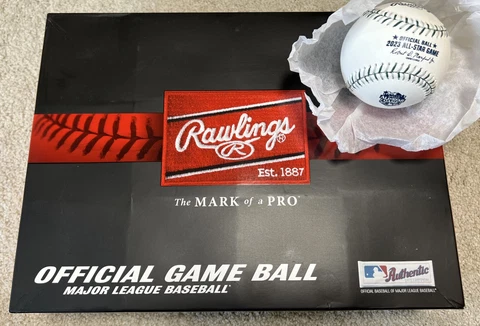 OFFICIAL BALL
2023 ALL-STAR GAME
Rawlings®
R
Est. 1887
The MARK of a PRO™
OFFICIAL GAME BALL
MAJOR LEAGUE BASEBALL®
Authentic
OFFICIAL BASEBALL OF MAJOR LEAGUE BASEBALL